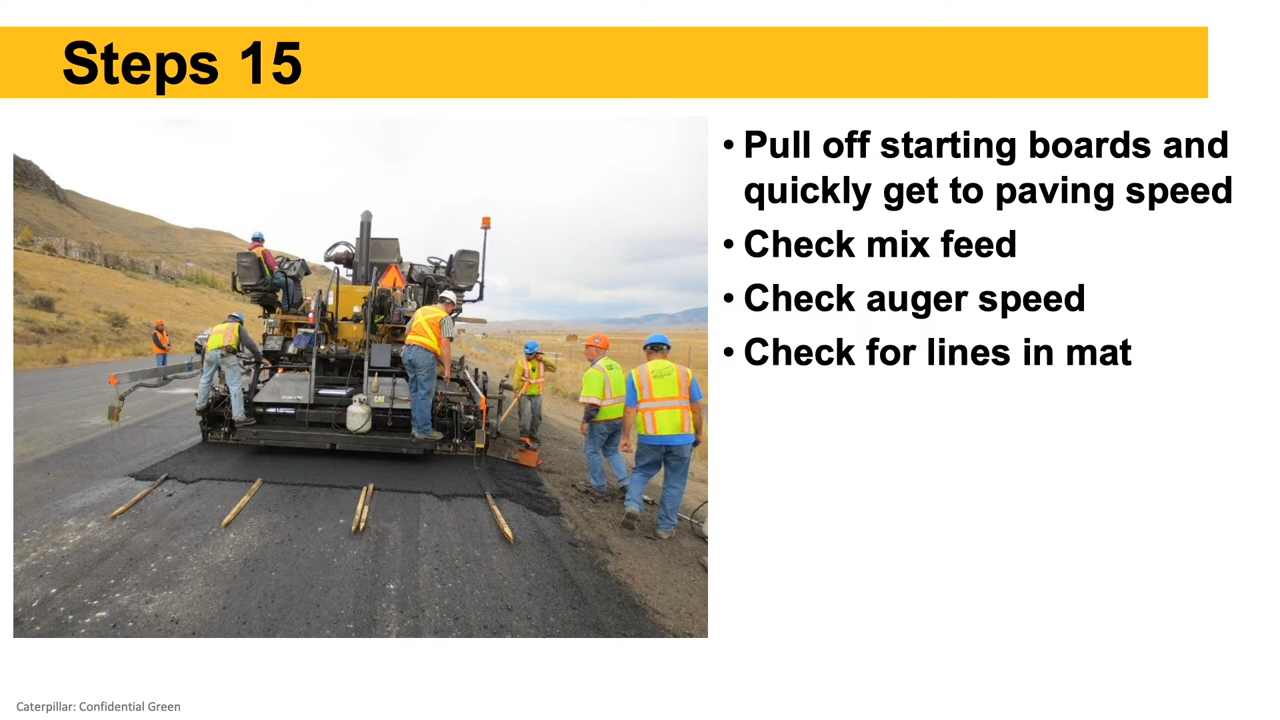 Steps 15
• Pull off starting boards and
quickly get to paving speed
• Check mix feed
• Check auger speed
• Check for lines in mat
CAT
Caterpillar: Confidential Green